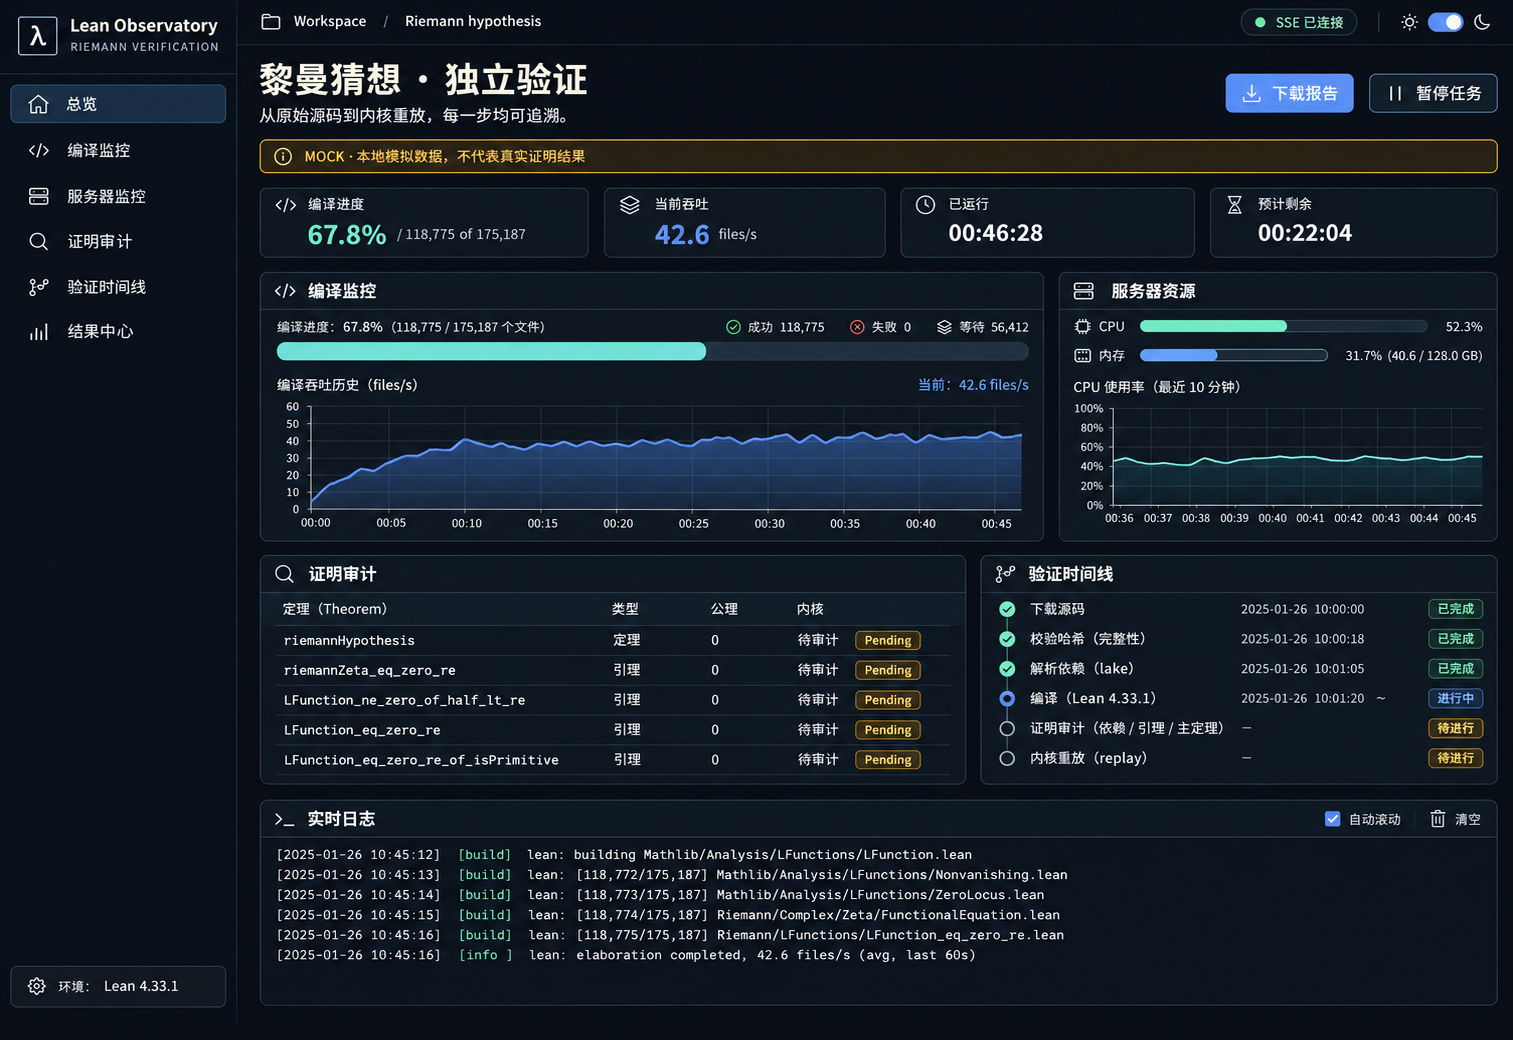 λ Lean Observatory
RIEMANN VERIFICATION
总览
编译监控
服务器监控
证明审计
验证时间线
结果中心
环境： Lean 4.33.1
Workspace / Riemann hypothesis
SSE 已连接
黎曼猜想 · 独立验证
从原始源码到内核重放，每一步均可追溯。
下载报告
暂停任务
MOCK · 本地模拟数据，不代表真实证明结果
编译进度
67.8% / 118,775 of 175,187
当前吞吐
42.6 files/s
已运行
00:46:28
预计剩余
00:22:04
编译监控
编译进度：67.8%（118,775 / 175,187 个文件）
成功 118,775
失败 0
等待 56,412
编译吞吐历史（files/s）
当前：42.6 files/s
60
50
40
30
20
10
0
00:00 00:05 00:10 00:15 00:20 00:25 00:30 00:35 00:40 00:45
服务器资源
CPU 52.3%
内存 31.7% (40.6 / 128.0 GB)
CPU 使用率（最近 10 分钟）
100%
80%
60%
40%
20%
0%
00:36 00:37 00:38 00:39 00:40 00:41 00:42 00:43 00:44 00:45
证明审计
定理（Theorem） 类型 公理 内核
riemannHypothesis 定理 0 待审计 Pending
riemannZeta_eq_zero_re 引理 0 待审计 Pending
LFunction_ne_zero_of_half_lt_re 引理 0 待审计 Pending
LFunction_eq_zero_re 引理 0 待审计 Pending
LFunction_eq_zero_re_of_isPrimitive 引理 0 待审计 Pending
验证时间线
下载源码 2025-01-26 10:00:00 已完成
校验哈希（完整性） 2025-01-26 10:00:18 已完成
解析依赖（lake） 2025-01-26 10:01:05 已完成
编译（Lean 4.33.1） 2025-01-26 10:01:20 ~ 进行中
证明审计（依赖 / 引理 / 主定理） — 待进行
内核重放（replay） — 待进行
>_ 实时日志
自动滚动
清空
[2025-01-26 10:45:12] [build] lean: building Mathlib/Analysis/LFunctions/LFunction.lean
[2025-01-26 10:45:13] [build] lean: [118,772/175,187] Mathlib/Analysis/LFunctions/Nonvanishing.lean
[2025-01-26 10:45:14] [build] lean: [118,773/175,187] Mathlib/Analysis/LFunctions/ZeroLocus.lean
[2025-01-26 10:45:15] [build] lean: [118,774/175,187] Riemann/Complex/Zeta/FunctionalEquation.lean
[2025-01-26 10:45:16] [build] lean: [118,775/175,187] Riemann/LFunctions/LFunction_eq_zero_re.lean
[2025-01-26 10:45:16] [info ] lean: elaboration completed, 42.6 files/s (avg, last 60s)